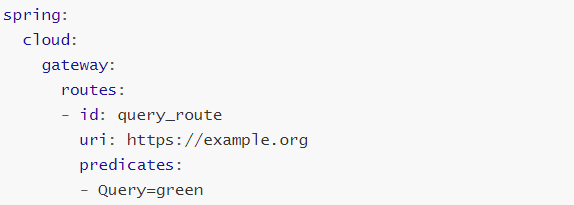 spring:
  cloud:
    gateway:
      routes:
      - id: query_route
        uri: https://example.org
        predicates:
        - Query=green